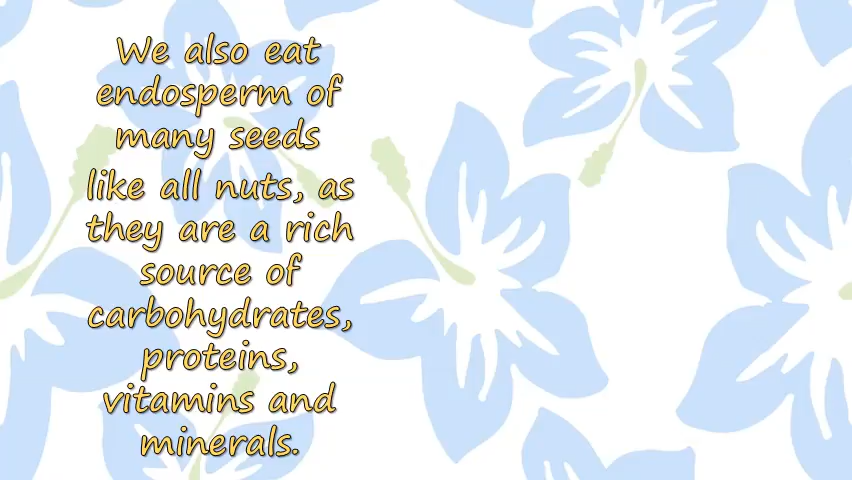 We also eat
endosperm of
many seeds
like all nuts, as
they are a rich
source of
carbohydrates,
proteins,
vitamins and
minerals.